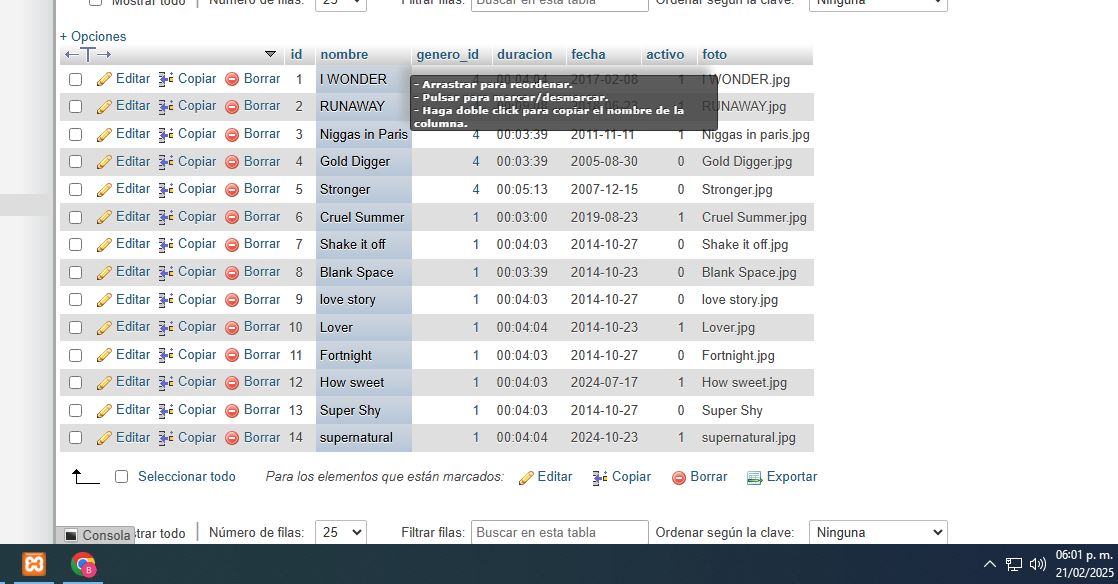 Mostrar todo | Número de filas: 25 Filtrar filas: Buscar en esta tabla Ordenar según la clave: Ninguna
+ Opciones
←T→ id nombre genero_id duracion fecha activo foto
Editar Copiar Borrar 1 I WONDER 4 00:04:04 2017-02-08 1 I WONDER.jpg
- Arrastrar para reordenar.
- Pulsar para marcar/desmarcar.
- Haga doble click para copiar el nombre de la
columna.
Editar Copiar Borrar 2 RUNAWAY RUNAWAY.jpg
Editar Copiar Borrar 3 Niggas in Paris 4 00:03:39 2011-11-11 1 Niggas in paris.jpg
Editar Copiar Borrar 4 Gold Digger 4 00:03:39 2005-08-30 0 Gold Digger.jpg
Editar Copiar Borrar 5 Stronger 4 00:05:13 2007-12-15 0 Stronger.jpg
Editar Copiar Borrar 6 Cruel Summer 1 00:03:00 2019-08-23 1 Cruel Summer.jpg
Editar Copiar Borrar 7 Shake it off 1 00:04:03 2014-10-27 0 Shake it off.jpg
Editar Copiar Borrar 8 Blank Space 1 00:03:39 2014-10-23 0 Blank Space.jpg
Editar Copiar Borrar 9 love story 1 00:04:03 2014-10-27 0 love story.jpg
Editar Copiar Borrar 10 Lover 1 00:04:04 2014-10-23 1 Lover.jpg
Editar Copiar Borrar 11 Fortnight 1 00:04:03 2014-10-27 0 Fortnight.jpg
Editar Copiar Borrar 12 How sweet 1 00:04:03 2024-07-17 1 How sweet.jpg
Editar Copiar Borrar 13 Super Shy 1 00:04:03 2014-10-27 0 Super Shy
Editar Copiar Borrar 14 supernatural 1 00:04:04 2024-10-23 1 supernatural.jpg
Seleccionar todo Para los elementos que están marcados: Editar Copiar Borrar Exportar
Consola strar todo | Número de filas: 25 Filtrar filas: Buscar en esta tabla Ordenar según la clave: Ninguna
B
06:01 p. m.
21/02/2025